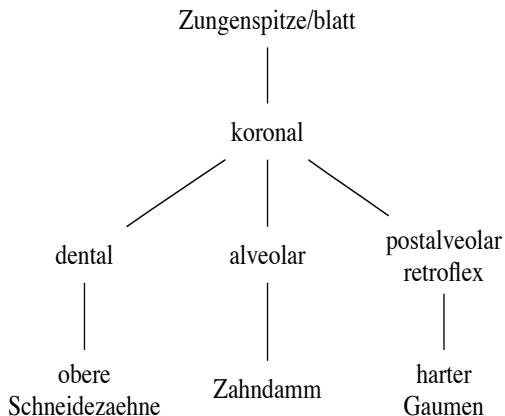 Zungenspitze/blatt
koronal
dental
alveolar
postalveolar
retroflex
obere
Schneidezaehne
Zahndamm
harter
Gaumen